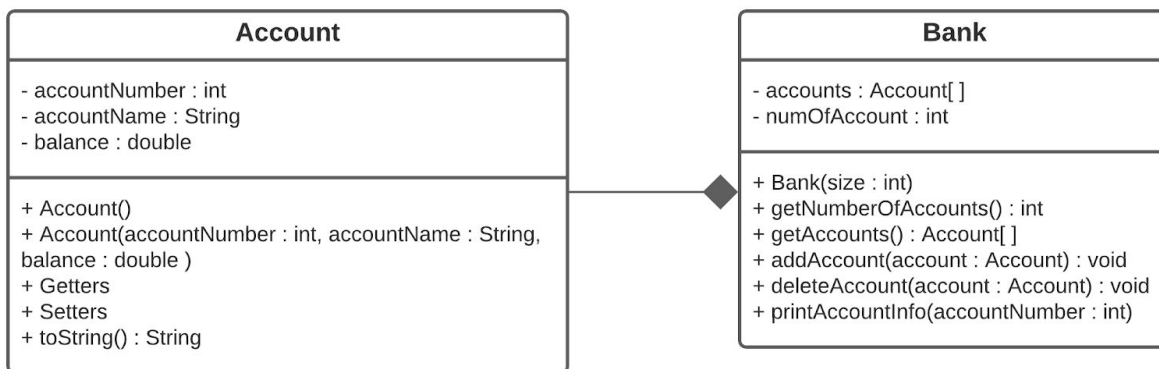 Account
- accountNumber : int
- accountName : String
- balance : double
+ Account()
+ Account(accountNumber : int, accountName : String,
balance : double )
+ Getters
+ Setters
+ toString() : String
Bank
- accounts : Account[ ]
- numOfAccount : int
+ Bank(size : int)
+ getNumberOfAccounts() : int
+ getAccounts() : Account[ ]
+ addAccount(account : Account) : void
+ deleteAccount(account : Account) : void
+ printAccountInfo(accountNumber : int)